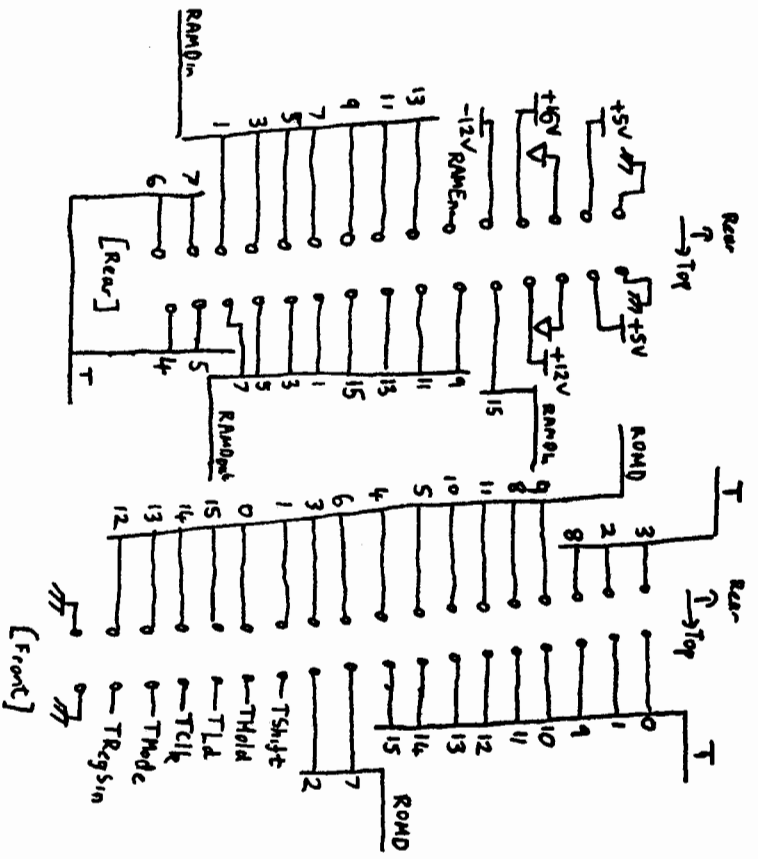 Rear
Top
+5V
+5V
-12V
RAMEn
+12V
15
13
11
9
7
5
3
1
RAMDin
9
11
13
15
1
3
5
7
RAMDout
7
6
5
4
T
[Rear]
Rear
Top
T
3
2
8
ROMD
9
8
11
10
5
4
6
3
1
0
15
14
13
12
T
0
1
9
10
11
12
13
14
15
ROMD
7
2
TShift
THold
TLd
TClk
TMode
TRegSin
[Front]